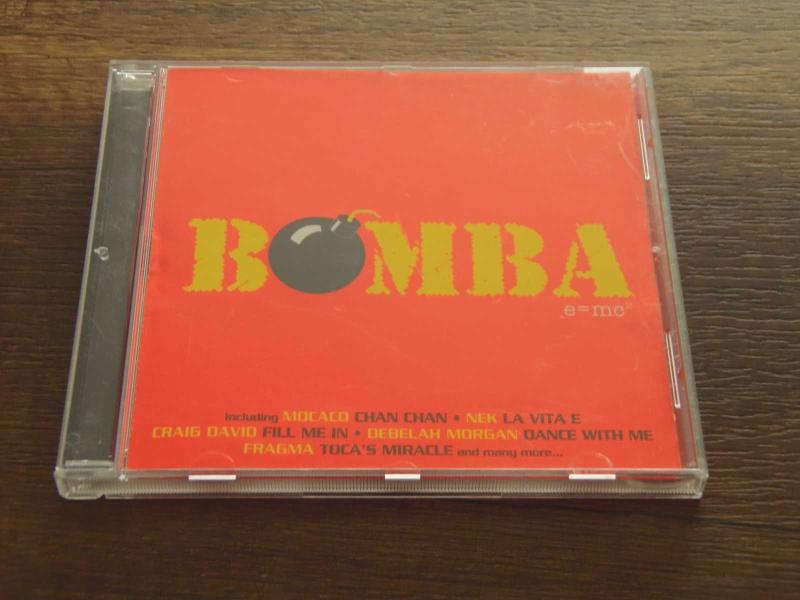 BOMBA
e=mc²
including MOCACO CHAN CHAN • NEK LA VITA E
CRAIG DAVID FILL ME IN • DEBELAH MORGAN DANCE WITH ME
FRAGMA TOCA'S MIRACLE and many more...